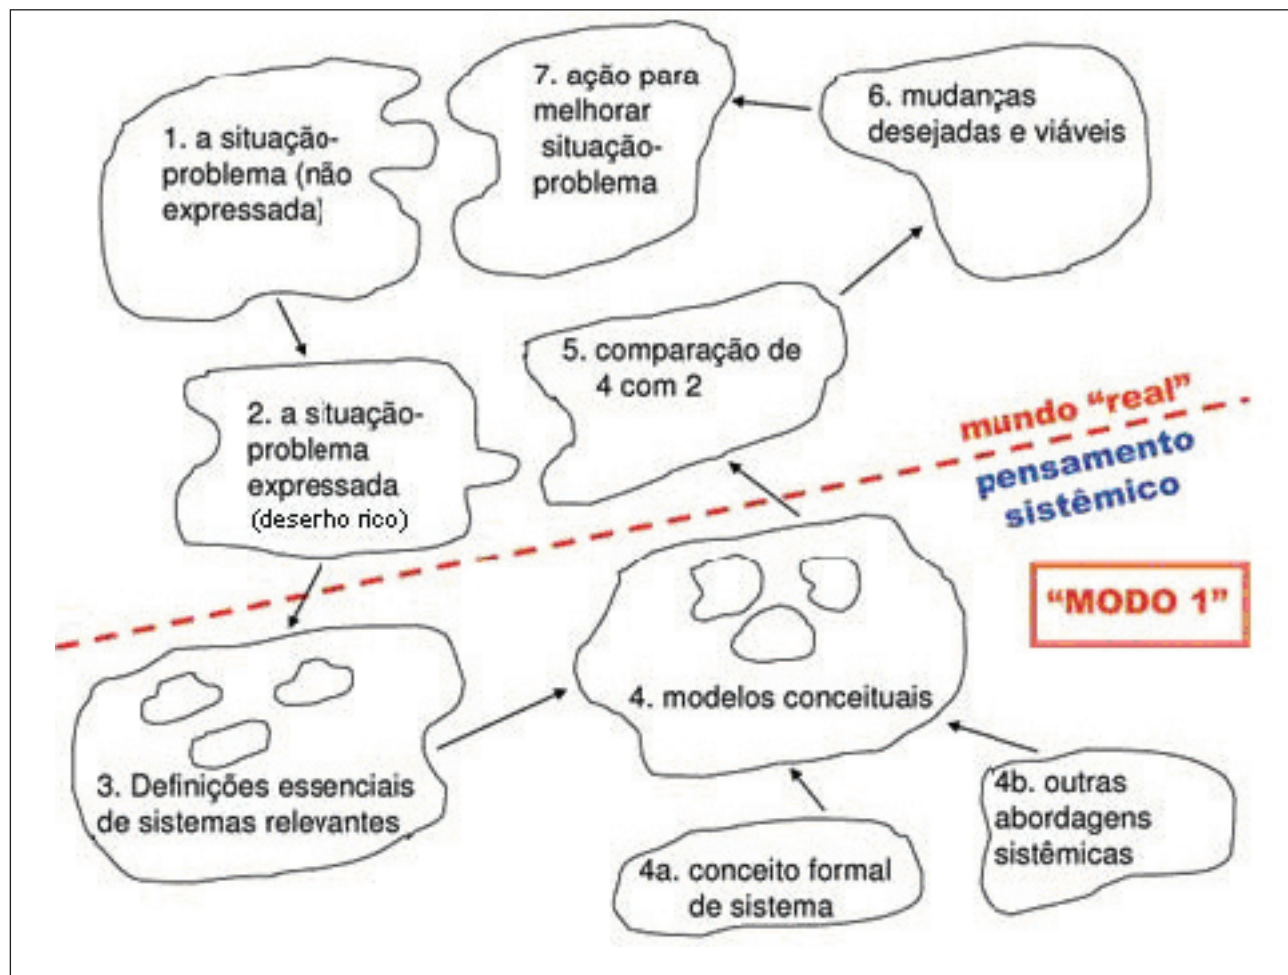 1. a situação-
problema (não
expressada)
7. ação para
melhorar
situação-
problema
6. mudanças
desejadas e viáveis
2. a situação-
problema
expressada
(deserho rico)
5. comparação de
4 com 2
mundo "real"
pensamento
sistêmico
"MODO 1"
3. Definições essenciais
de sistemas relevantes
4. modelos conceituais
4a. conceito formal
de sistema
4b. outras
abordagens
sistêmicas